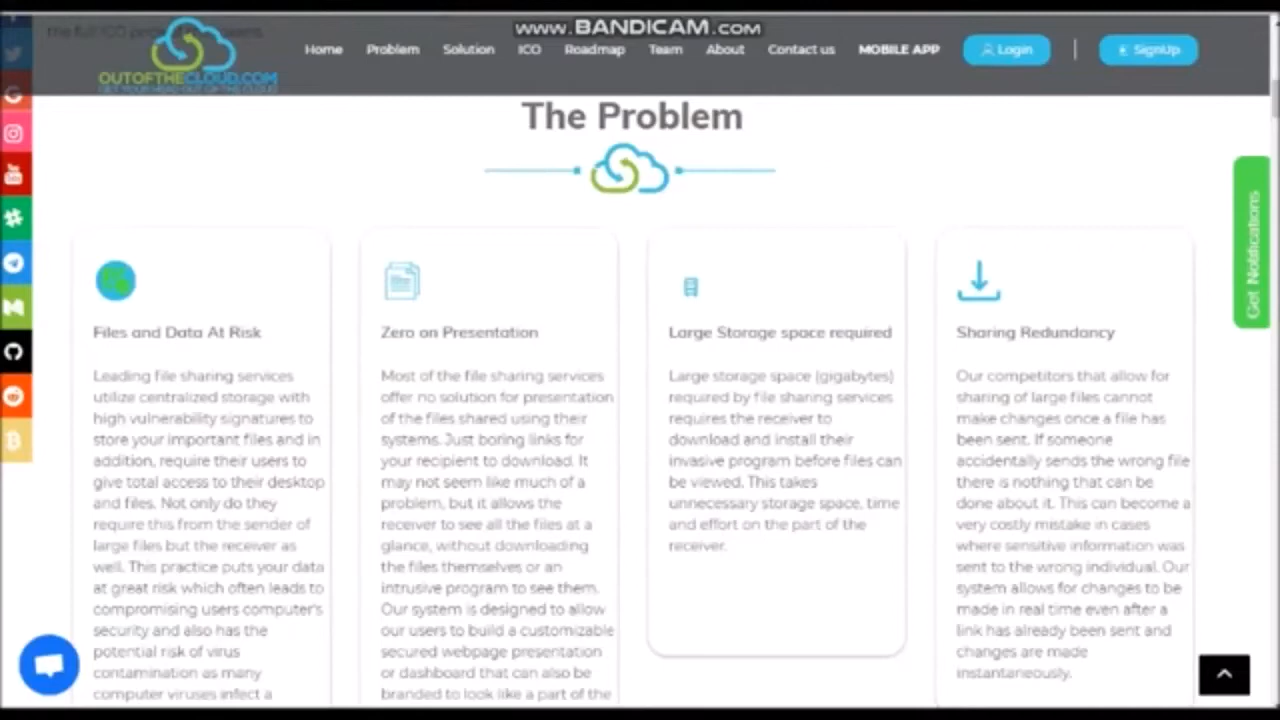 www.BANDICAM.com
OUTOFTHECLOUD.COM
GET YOUR HEAD OUT OF THE CLOUD
Home Problem Solution ICO Roadmap Team About Contact us MOBILE APP Login SignUp
The Problem
Get Notifications
Files and Data At Risk
Leading file sharing services
utilize centralized storage with
high vulnerability signatures to
store your important files and in
addition, require their users to
give total access to their desktop
and files. Not only do they
require this from the sender of
large files but the receiver as
well. This practice puts your data
at great risk which often leads to
compromising users computer's
security and also has the
potential risk of virus
contamination as many
computer viruses infect a
Zero on Presentation
Most of the file sharing services
offer no solution for presentation
of the files shared using their
systems. Just boring links for
your recipient to download. It
may not seem like much of a
problem, but it allows the
receiver to see all the files at a
glance, without downloading
the files themselves or an
intrusive program to see them.
Our system is designed to allow
our users to build a customizable
secured webpage presentation
or dashboard that can also be
branded to look like a part of the
Large Storage space required
Large storage space (gigabytes)
required by file sharing services
requires the receiver to
download and install their
invasive program before files can
be viewed. This takes
unnecessary storage space, time
and effort on the part of the
receiver.
Sharing Redundancy
Our competitors that allow for
sharing of large files cannot
make changes once a file has
been sent. If someone
accidentally sends the wrong file
there is nothing that can be
done about it. This can become a
very costly mistake in cases
where sensitive information was
sent to the wrong individual. Our
system allows for changes to be
made in real time even after a
link has already been sent and
changes are made
instantaneously.